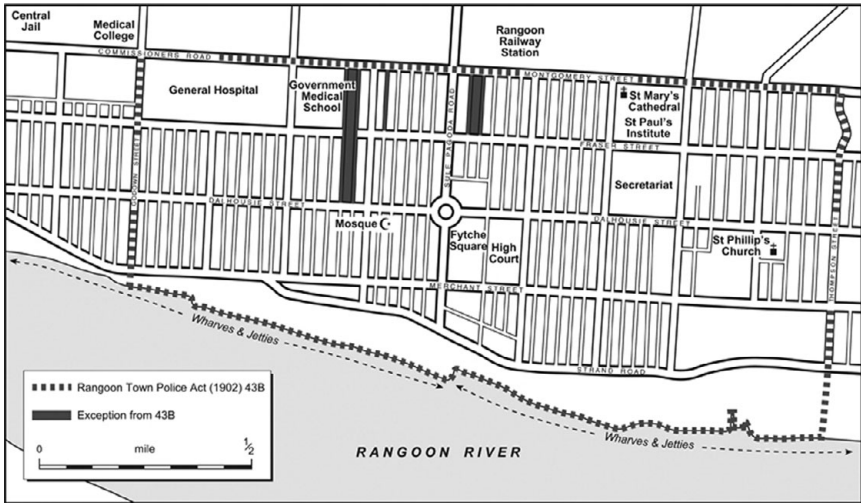 Central
Jail
Medical
College
COMMISSIONERS ROAD
Rangoon
Railway
Station
MONTGOMERY STREET
General Hospital
Government
Medical
School
SULE PAGODA ROAD
St Mary's
Cathedral
St Paul's
Institute
FRASER STREET
GODOWN STREET
Secretariat
DALHOUSIE STREET
DALHOUSIE STREET
Mosque
Fytche
Square
High
Court
St Phillip's
Church
THOMPSON STREET
MERCHANT STREET
Wharves & Jetties
STRAND ROAD
Rangoon Town Police Act (1902) 43B
Exception from 43B
0
mile
1/2
Wharves & Jetties
RANGOON RIVER